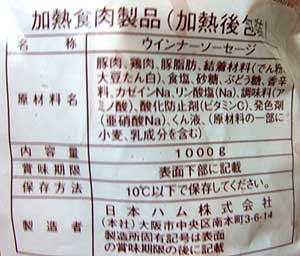 加熱食肉製品(加熱後包装)
名称 ウインナーソーセージ
原材料名 豚肉、鶏肉、豚脂肪、結着材料(でん粉、
大豆たん白)、食塩、砂糖、ぶどう糖、香辛
料、カゼインNa、リン酸塩(Na)、調味料(ア
ミノ酸)、酸化防止剤(ビタミンC)、発色剤
(亜硝酸Na)、くん液、(原材料の一部に
小麦、乳成分を含む)
内容量 1000g
賞味期限 表面下部に記載
保存方法 10℃以下で保存してください。
製造者 日本ハム株式会社
(本社)大阪市中央区南本町3-6-14
製造所固有記号は表面
の賞味期限の後に記載